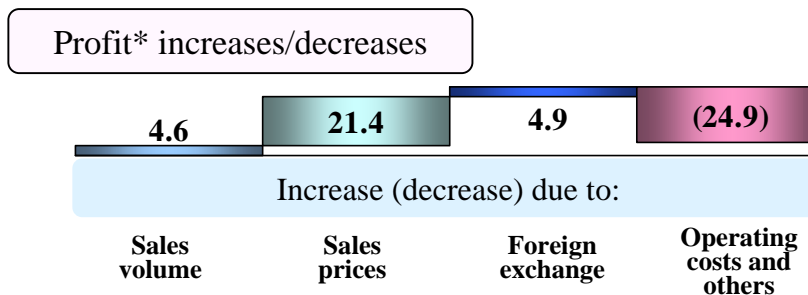 Profit* increases/decreases
4.6
21.4
4.9
(24.9)
Increase (decrease) due to:
Sales
volume
Sales
prices
Foreign
exchange
Operating
costs and
others